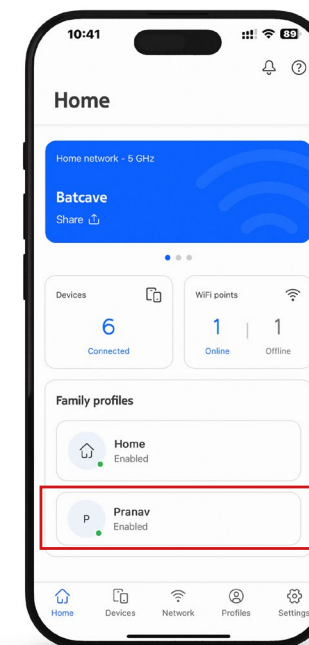 10:41
89
Home
Home network - 5 GHz
Batcave
Share
Devices
WiFi points
6
1
1
Connected
Online
Offline
Family profiles
Home
Enabled
P
Pranav
Enabled
Home Devices Network Profiles Settings